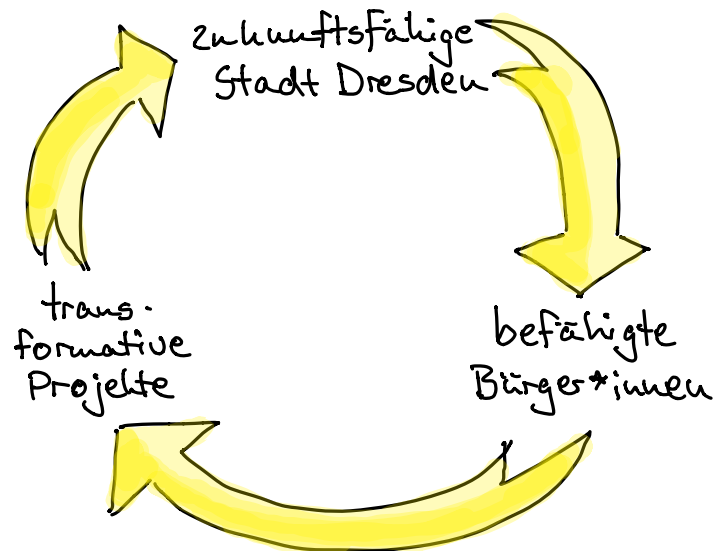 zukunftsfähige
Stadt Dresden
befähigte
Bürger*innen
trans-
formative
Projekte